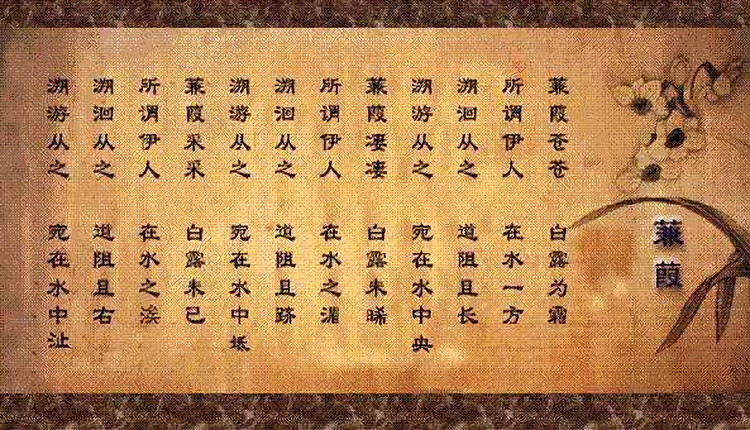 蒹葭
蒹葭苍苍 白露为霜
所谓伊人 在水一方
溯洄从之 道阻且长
溯游从之 宛在水中央
蒹葭凄凄 白露未晞
所谓伊人 在水之湄
溯洄从之 道阻且跻
溯游从之 宛在水中坻
蒹葭采采 白露未已
所谓伊人 在水之涘
溯洄从之 道阻且右
溯游从之 宛在水中沚